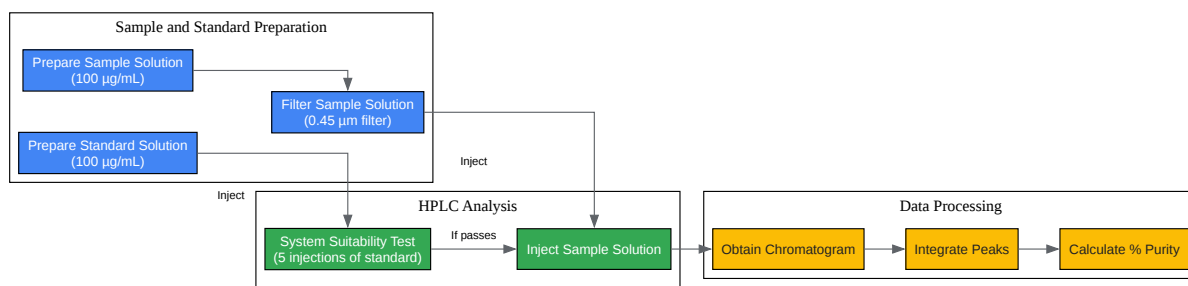 Sample and Standard Preparation
Prepare Sample Solution
(100 µg/mL)
Filter Sample Solution
(0.45 µm filter)
Prepare Standard Solution
(100 µg/mL)
Inject
Inject
HPLC Analysis
System Suitability Test
(5 injections of standard)
If passes
Inject Sample Solution
Data Processing
Obtain Chromatogram
Integrate Peaks
Calculate % Purity